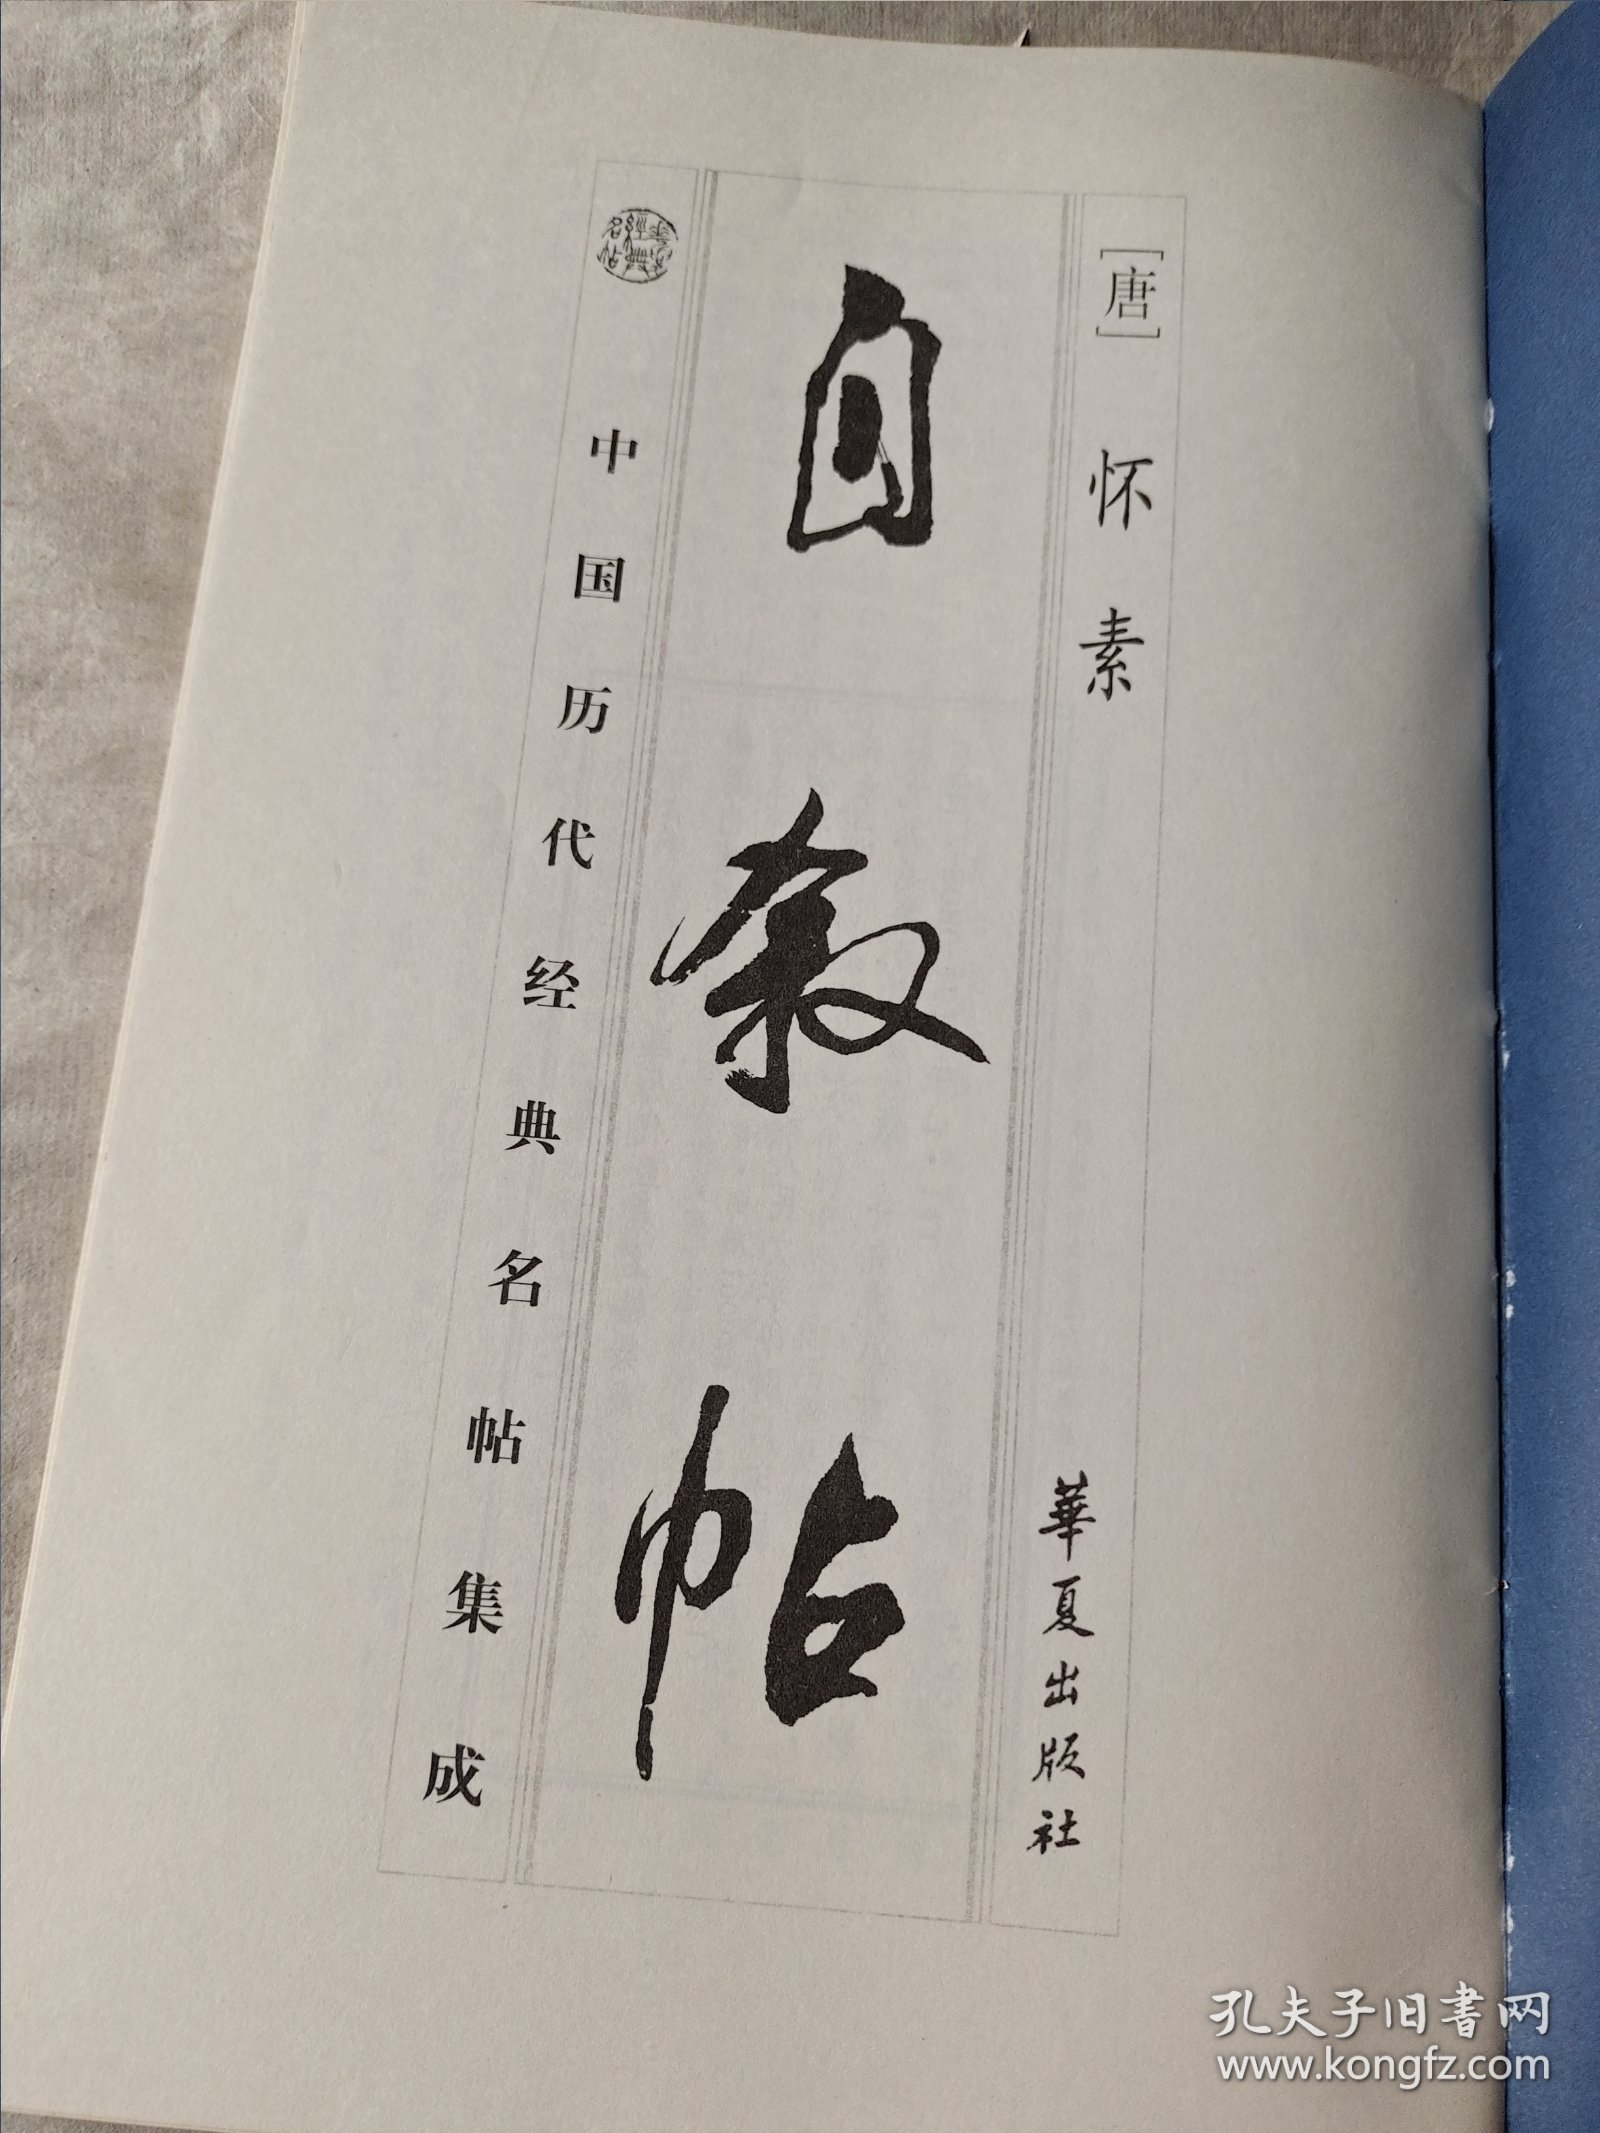 [唐] 怀素
華夏出版社
自叙帖
中国历代经典名帖集成
孔夫子旧书网
www.kongfz.com